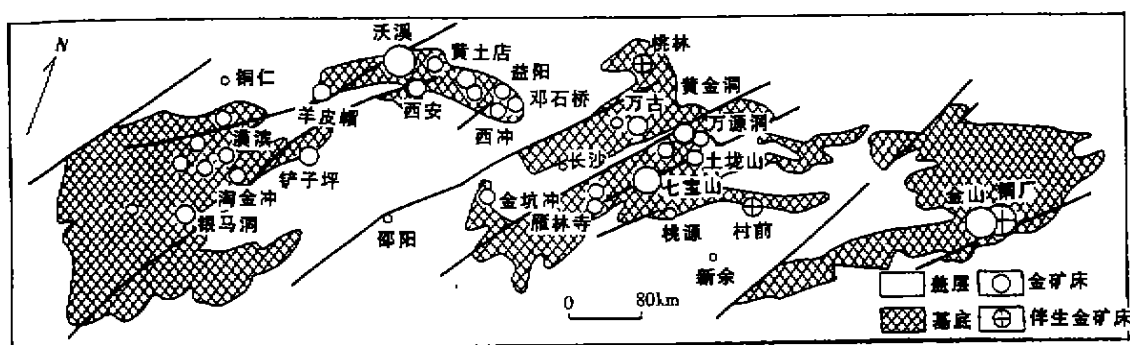 N
沃溪
黄土店
铜仁
益阳
邓石桥
羊皮帽
西安
西冲
漠滨
淘金冲
铲子坪
银马洞
邵阳
桃林
黄金洞
万古
万源洞
长沙
土垅山
七宝山
金坑冲
雁林寺
桃源
村前
新余
金山
铜厂
0 80km
盖层
金矿床
基底
伴生金矿床